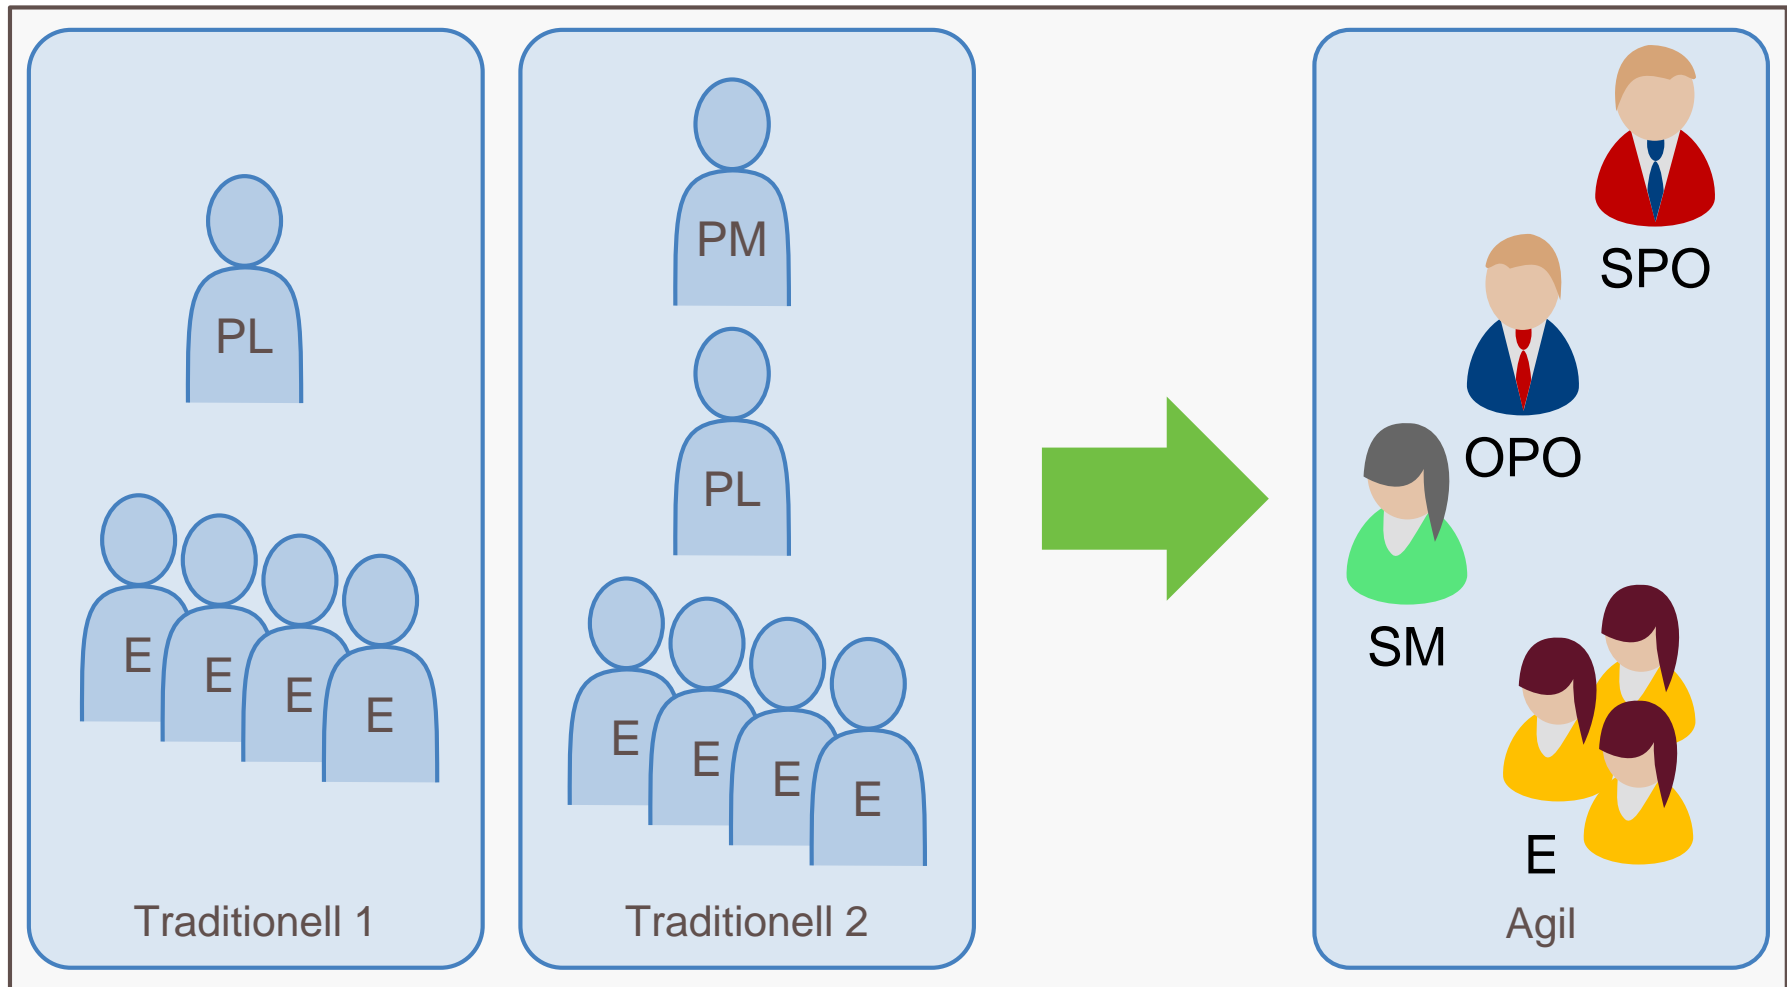 PL
E
E
E
E
Traditionell 1
PM
PL
E
E
E
E
Traditionell 2
SPO
OPO
SM
E
Agil